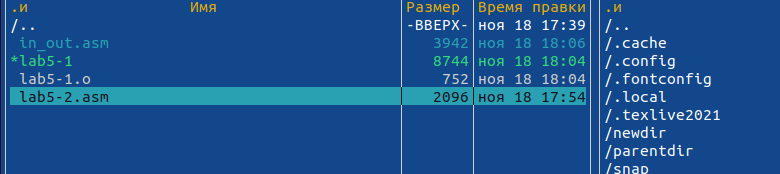 .и Имя Размер Время правки .и
/.. -ВВЕРХ- ноя 18 17:39 /..
in_out.asm 3942 ноя 18 18:06 /.cache
*lab5-1 8744 ноя 18 18:04 /.config
lab5-1.o 752 ноя 18 18:04 /.fontconfig
lab5-2.asm 2096 ноя 18 17:54 /.local
/.texlive2021
/newdir
/parentdir
/snap